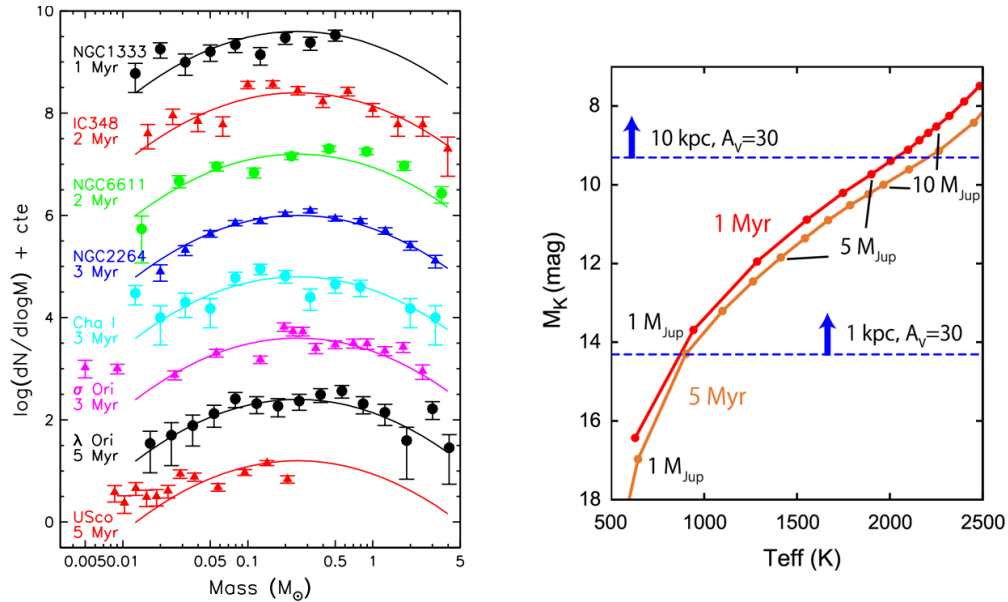 10
8
6
4
2
0
log(dN/dlogM) + cte
NGC1333
1 Myr
IC348
2 Myr
NGC6611
2 Myr
NGC2264
3 Myr
Cha I
3 Myr
σ Ori
3 Myr
λ Ori
5 Myr
USco
5 Myr
0.005
0.01
0.05
0.1
0.5
1
5
Mass (M☉)
8
10
12
14
16
18
M_K (mag)
10 kpc, A_V=30
10 M_Jup
1 Myr
5 M_Jup
1 M_Jup
1 kpc, A_V=30
5 Myr
1 M_Jup
500
1000
1500
2000
2500
Teff (K)